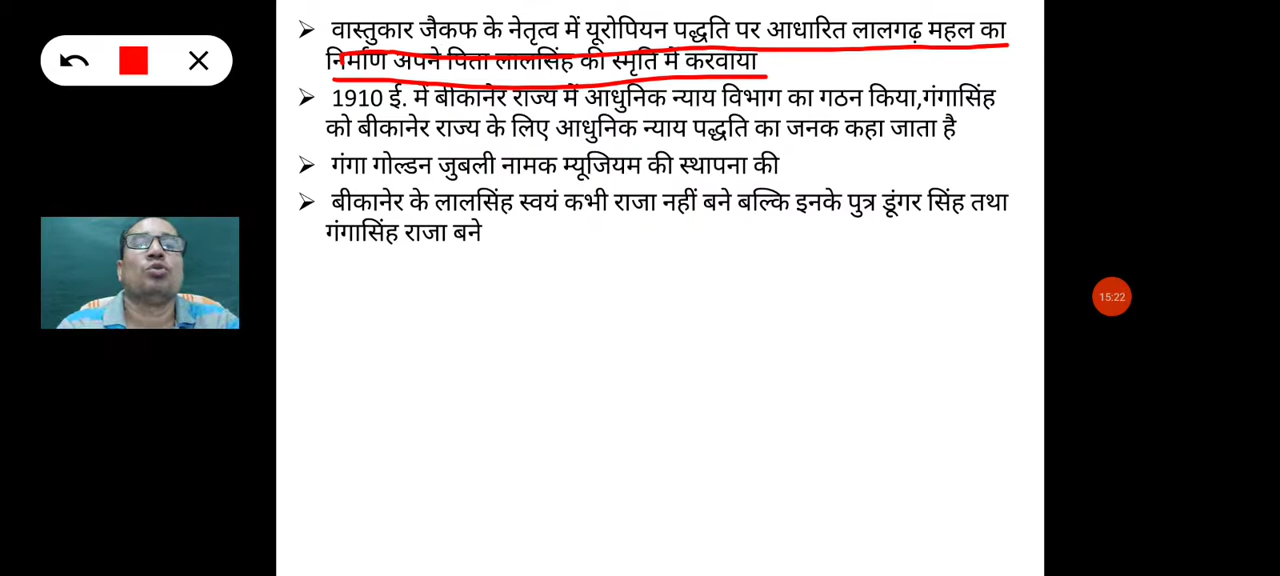 ➢ वास्तुकार जैकफ के नेतृत्व में यूरोपियन पद्धति पर आधारित लालगढ़ महल का
निर्माण अपने पिता लालसिंह की स्मृति में करवाया
➢ 1910 ई. में बीकानेर राज्य में आधुनिक न्याय विभाग का गठन किया,गंगासिंह
को बीकानेर राज्य के लिए आधुनिक न्याय पद्धति का जनक कहा जाता है
➢ गंगा गोल्डन जुबली नामक म्यूजियम की स्थापना की
➢ बीकानेर के लालसिंह स्वयं कभी राजा नहीं बने बल्कि इनके पुत्र डूंगर सिंह तथा
गंगासिंह राजा बने
15:22